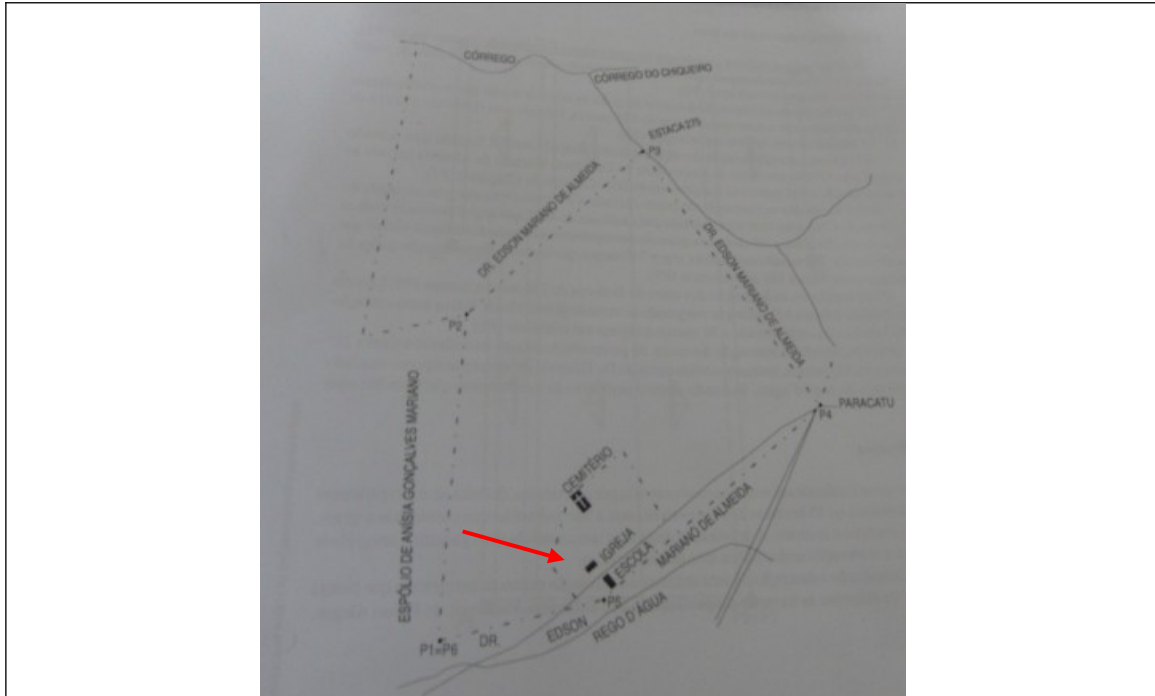 CÓRREGO
CÓRREGO DO CHIQUEIRO
ESTACA 275
P3
DR. EDSON MARIANO DE ALMEIDA
DR. EDSON MARIANO DE ALMEIDA
P2
ESPÓLIO DE ANÍSIA GONÇALVES MARIANO
PARACATU
P4
CEMITÉRIO
IGREJA
ESCOLA
P5
DR. EDSON MARIANO DE ALMEIDA
REGO D'ÁGUA
P1=P6